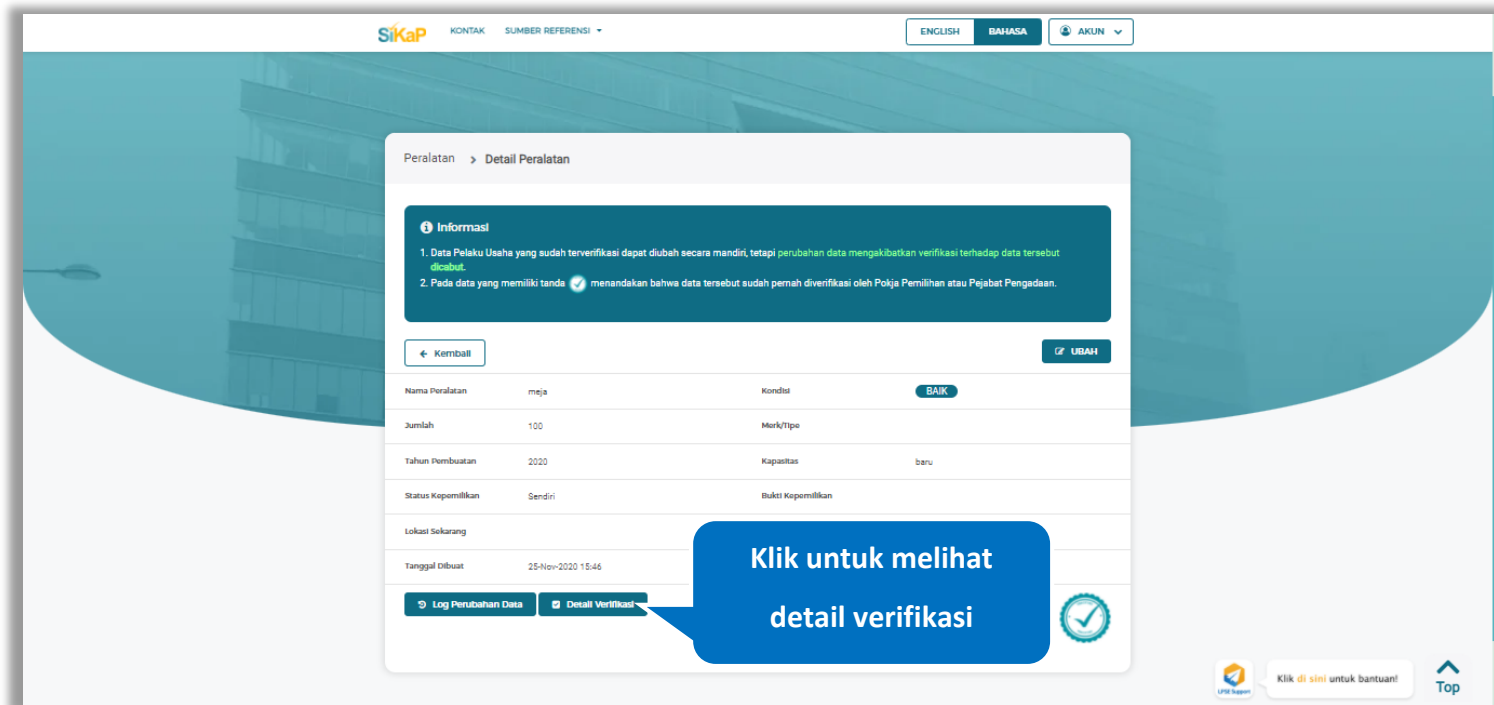 SiKaP KONTAK SUMBER REFERENSI ENGLISH BAHASA AKUN
Peralatan > Detail Peralatan
Informasi
1. Data Pelaku Usaha yang sudah terverifikasi dapat diubah secara mandiri, tetapi perubahan data mengakibatkan verifikasi terhadap data tersebut
dicabut.
2. Pada data yang memiliki tanda menandakan bahwa data tersebut sudah pernah diverifikasi oleh Pokja Pemilihan atau Pejabat Pengadaan.
Kembali UBAH
Nama Peralatan meja Kondisi BAIK
Jumlah 100 Merk/Tipe
Tahun Pembuatan 2020 Kapasitas baru
Status Kepemilikan Sendiri Bukti Kepemilikan
Lokasi Sekarang
Tanggal Dibuat 25-Nov-2020 15:46
Log Perubahan Data Detail Verifikasi
Klik untuk melihat
detail verifikasi
LPSE Support Klik di sini untuk bantuan! Top